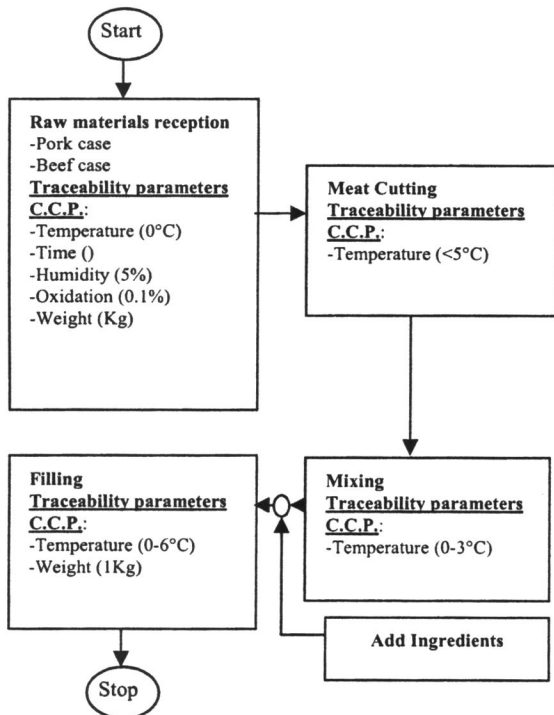 Start
Raw materials reception
-Pork case
-Beef case
Traceability parameters
C.C.P.:
-Temperature (0°C)
-Time ()
-Humidity (5%)
-Oxidation (0.1%)
-Weight (Kg)
Meat Cutting
Traceability parameters
C.C.P.:
-Temperature (<5°C)
Mixing
Traceability parameters
C.C.P.:
-Temperature (0-3°C)
Add Ingredients
Filling
Traceability parameters
C.C.P.:
-Temperature (0-6°C)
-Weight (1Kg)
Stop